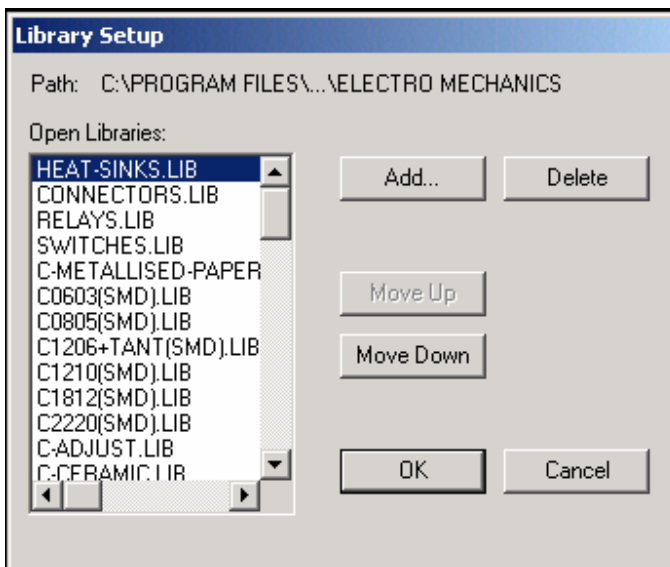 Library Setup
Path: C:\PROGRAM FILES\...\ELECTRO MECHANICS
Open Libraries:
HEAT-SINKS.LIB
CONNECTORS.LIB
RELAYS.LIB
SWITCHES.LIB
C-METALLISED-PAPER
C0603(SMD).LIB
C0805(SMD).LIB
C1206+TANT(SMD).LIB
C1210(SMD).LIB
C1812(SMD).LIB
C2220(SMD).LIB
C-ADJUST.LIB
C-CERAMIC.LIB
Add...
Delete
Move Up
Move Down
OK
Cancel